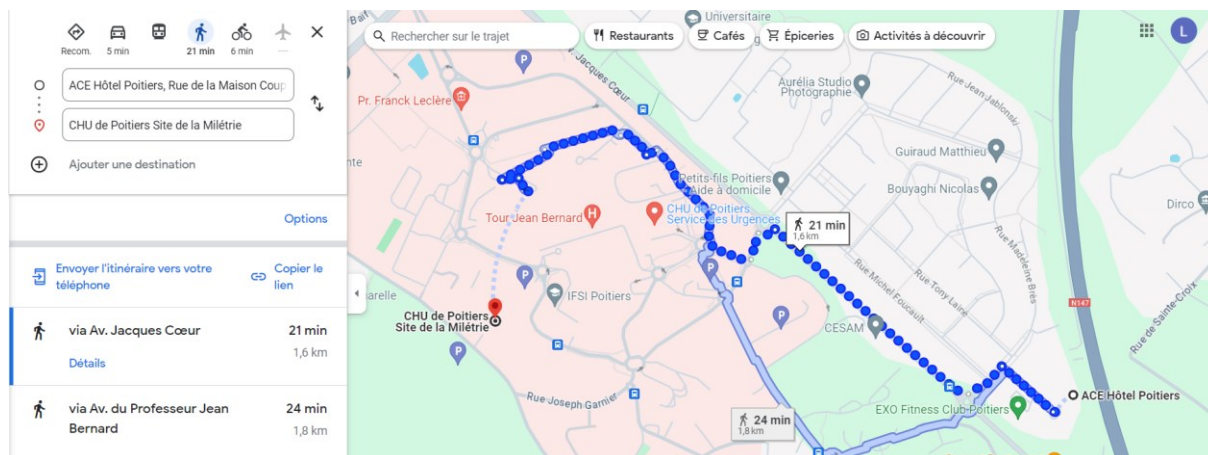 Recom.
5 min
21 min
6 min
ACE Hôtel Poitiers, Rue de la Maison Coup
CHU de Poitiers Site de la Milétrie
Ajouter une destination
Options
Envoyer l'itinéraire vers votre
téléphone
Copier le
lien
via Av. Jacques Cœur
21 min
1,6 km
Détails
via Av. du Professeur Jean
Bernard
24 min
1,8 km
Rechercher sur le trajet
Restaurants
Cafés
Épiceries
Activités à découvrir
L
Universitaire
Jacques Cœur
Pr. Franck Leclère
Aurélia Studio
Photographie
Rue Jean Jablonski
Guiraud Matthieu
Petits-fils Poitiers
Aide à domicile
Bouyaghi Nicolas
Dirco
Tour Jean Bernard
H
CHU de Poitiers
Service des Urgences
21 min
1,6 km
Rue Madeleine Brès
Rue Tony Laire
Rue Michel Foucault
IFSI Poitiers
N147
Rue de Sainte-Croix
CHU de Poitiers
Site de la Milétrie
CESAM
Rue Joseph Garnier
ACE Hôtel Poitiers
EXO Fitness Club Poitiers
24 min
1,8 km
P
P
P
P
P
P